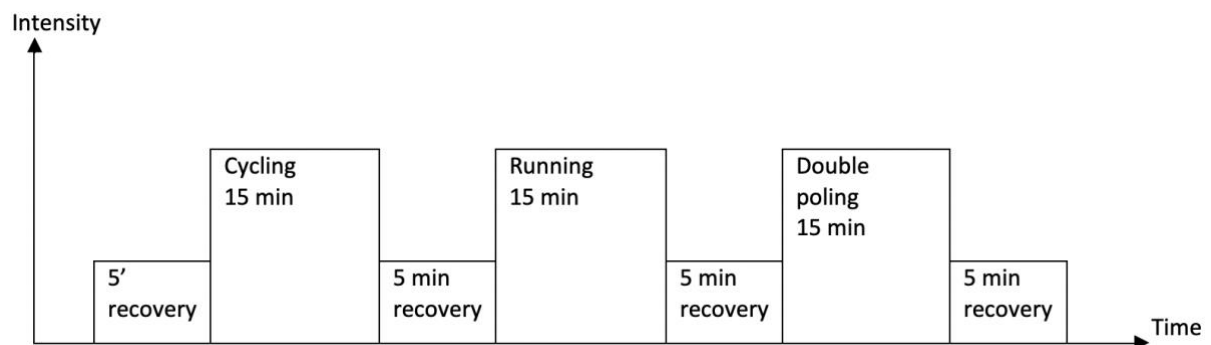 Intensity
Cycling
15 min
Running
15 min
Double
poling
15 min
5’
recovery
5 min
recovery
5 min
recovery
5 min
recovery
Time